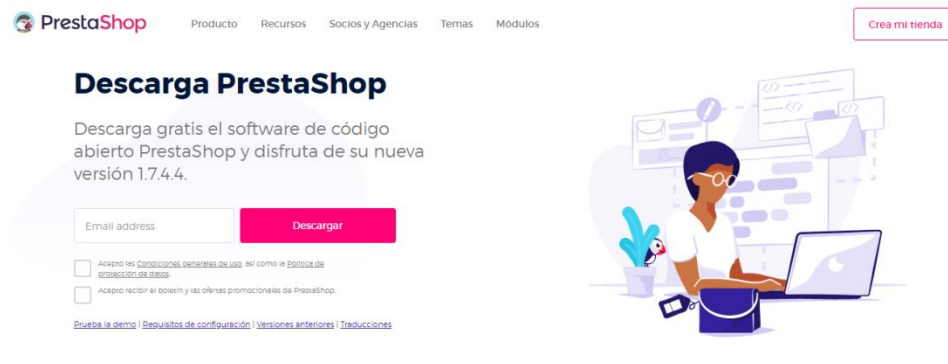 PrestaShop
Producto Recursos Socios y Agencias Temas Módulos
Crea mi tienda
Descarga PrestaShop
Descarga gratis el software de código
abierto PrestaShop y disfruta de su nueva
versión 1.7.4.4.
Email address Descargar
Acepto las Condiciones generales de uso, así como la Política de
protección de datos.
Acepto recibir el boletín y las ofertas promocionales de PrestaShop.
Prueba la demo | Requisitos de configuración | Versiones anteriores | Traducciones